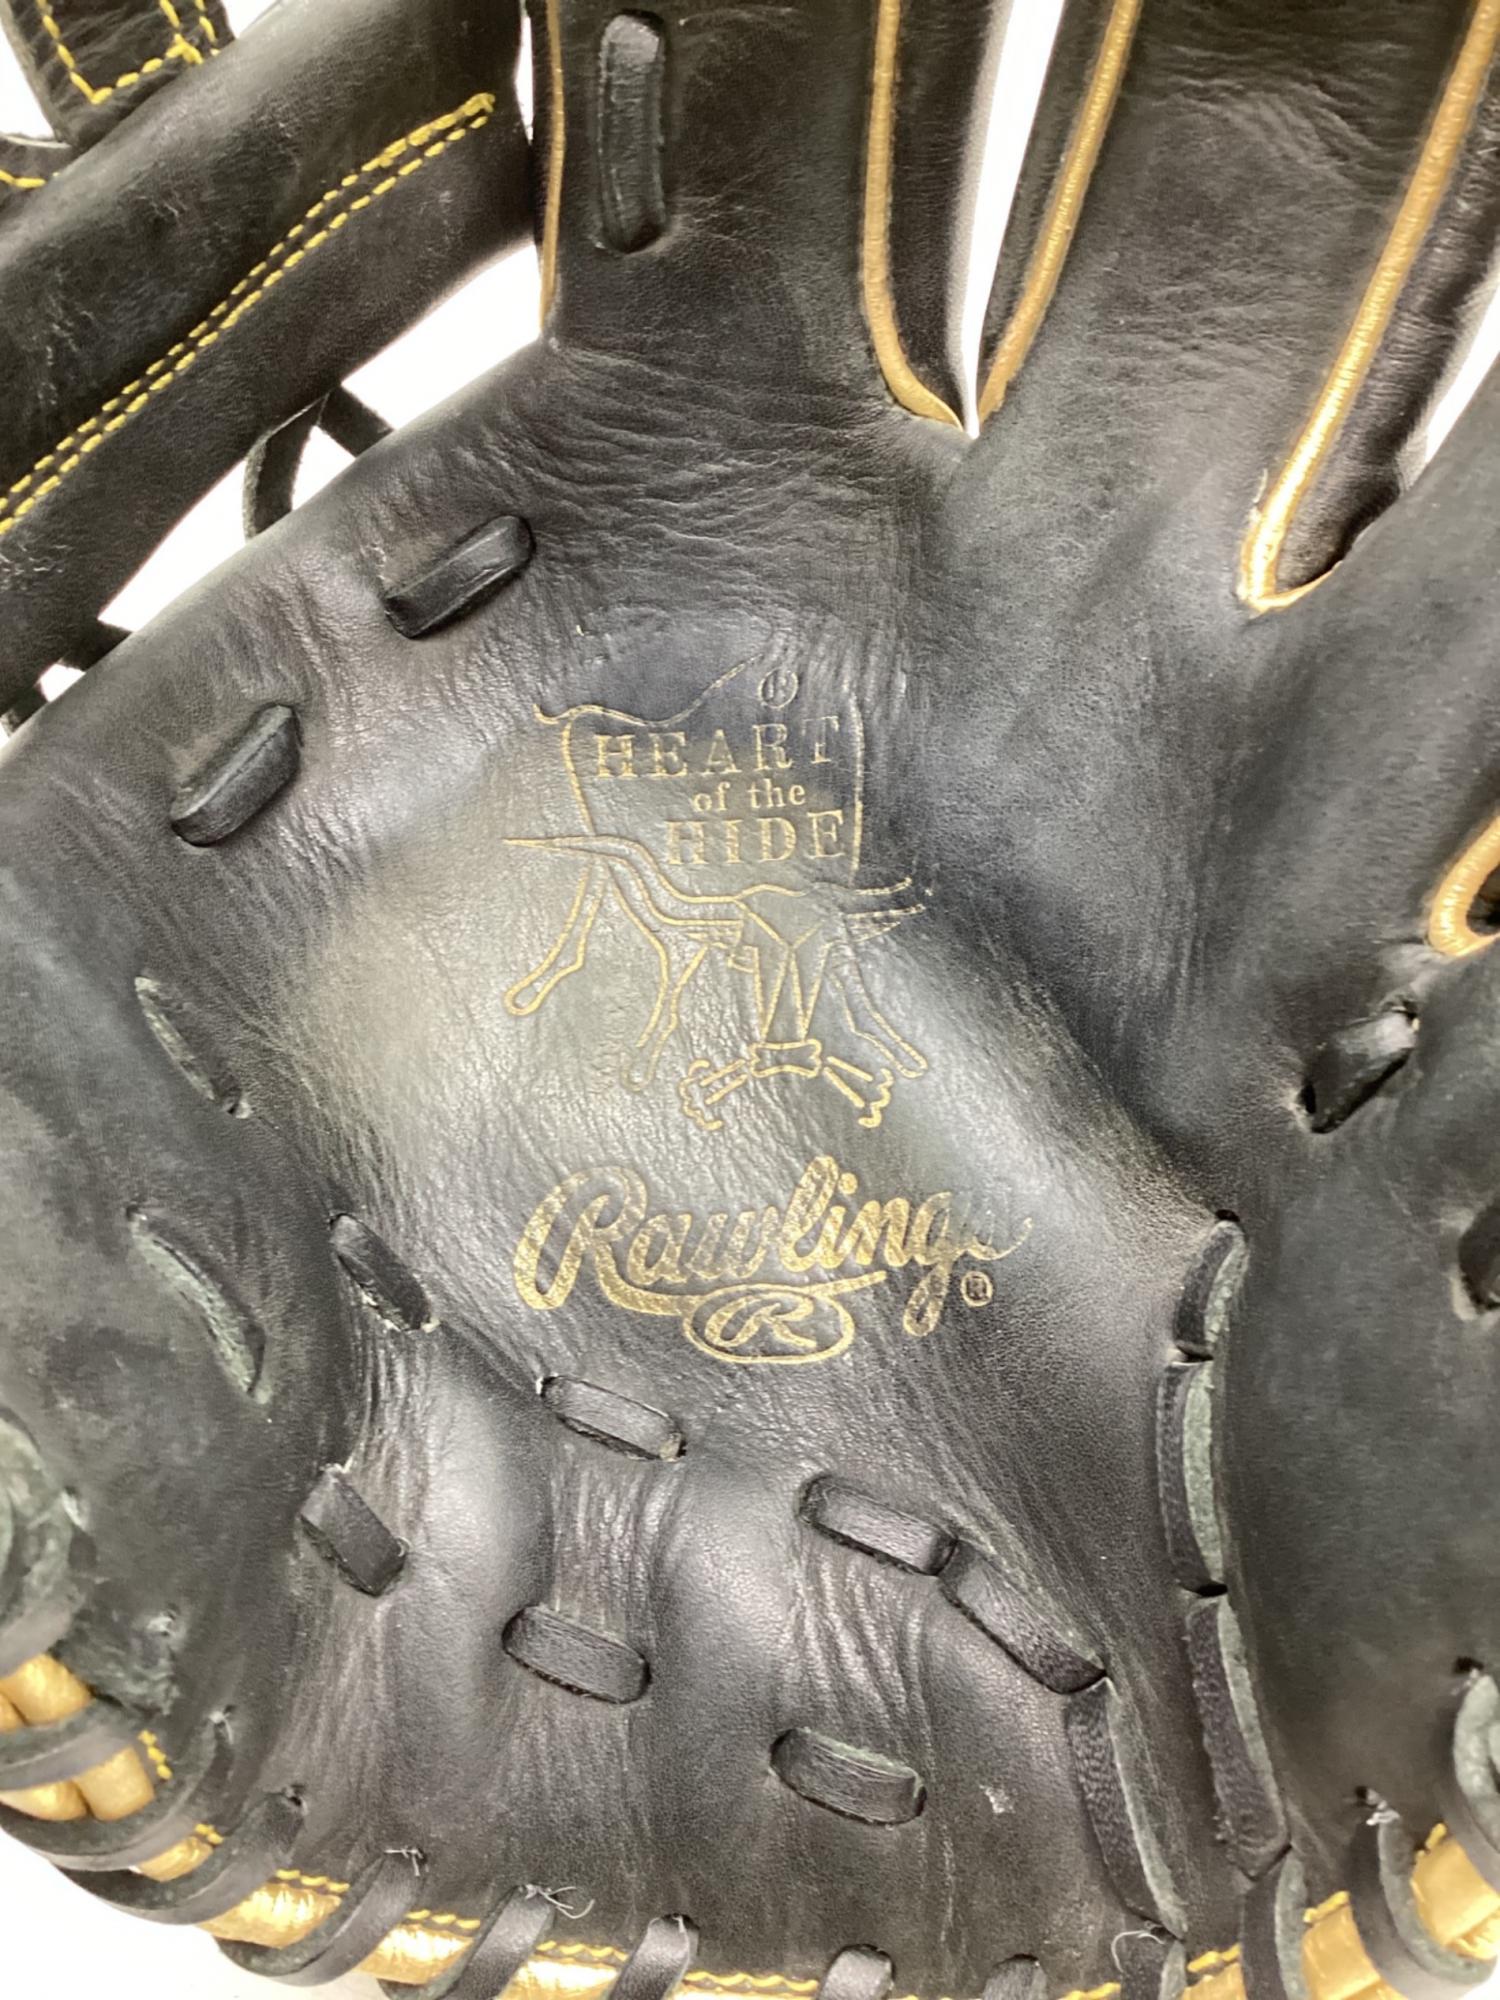 ®
HEART
of the
HIDE
Rawlings
®
R